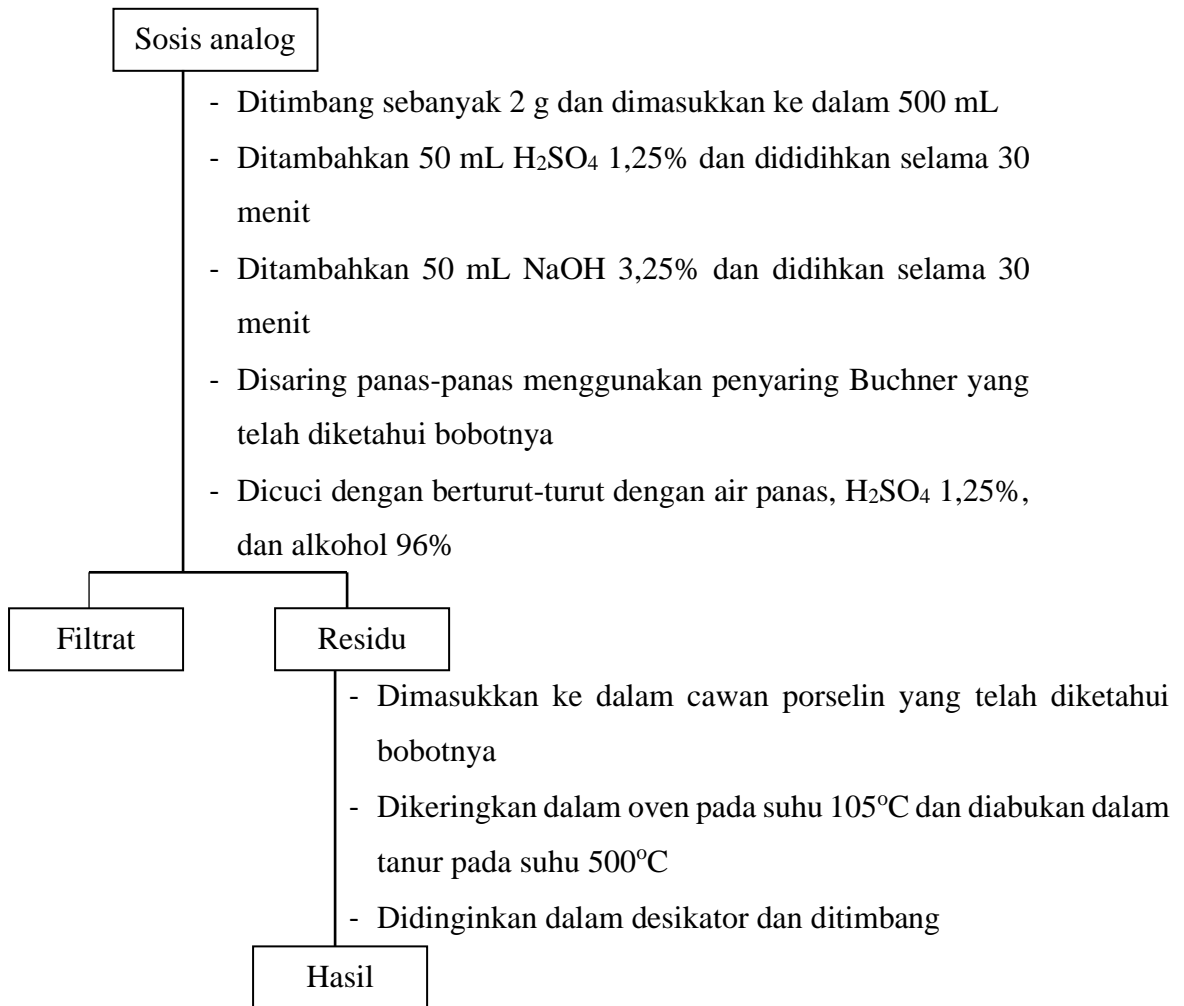 Sosis analog
- Ditimbang sebanyak 2 g dan dimasukkan ke dalam 500 mL
- Ditambahkan 50 mL H₂SO₄ 1,25% dan dididihkan selama 30
menit
- Ditambahkan 50 mL NaOH 3,25% dan didihkan selama 30
menit
- Disaring panas-panas menggunakan penyaring Buchner yang
telah diketahui bobotnya
- Dicuci dengan berturut-turut dengan air panas, H₂SO₄ 1,25%,
dan alkohol 96%
Filtrat
Residu
- Dimasukkan ke dalam cawan porselin yang telah diketahui
bobotnya
- Dikeringkan dalam oven pada suhu 105°C dan diabukan dalam
tanur pada suhu 500°C
- Didinginkan dalam desikator dan ditimbang
Hasil